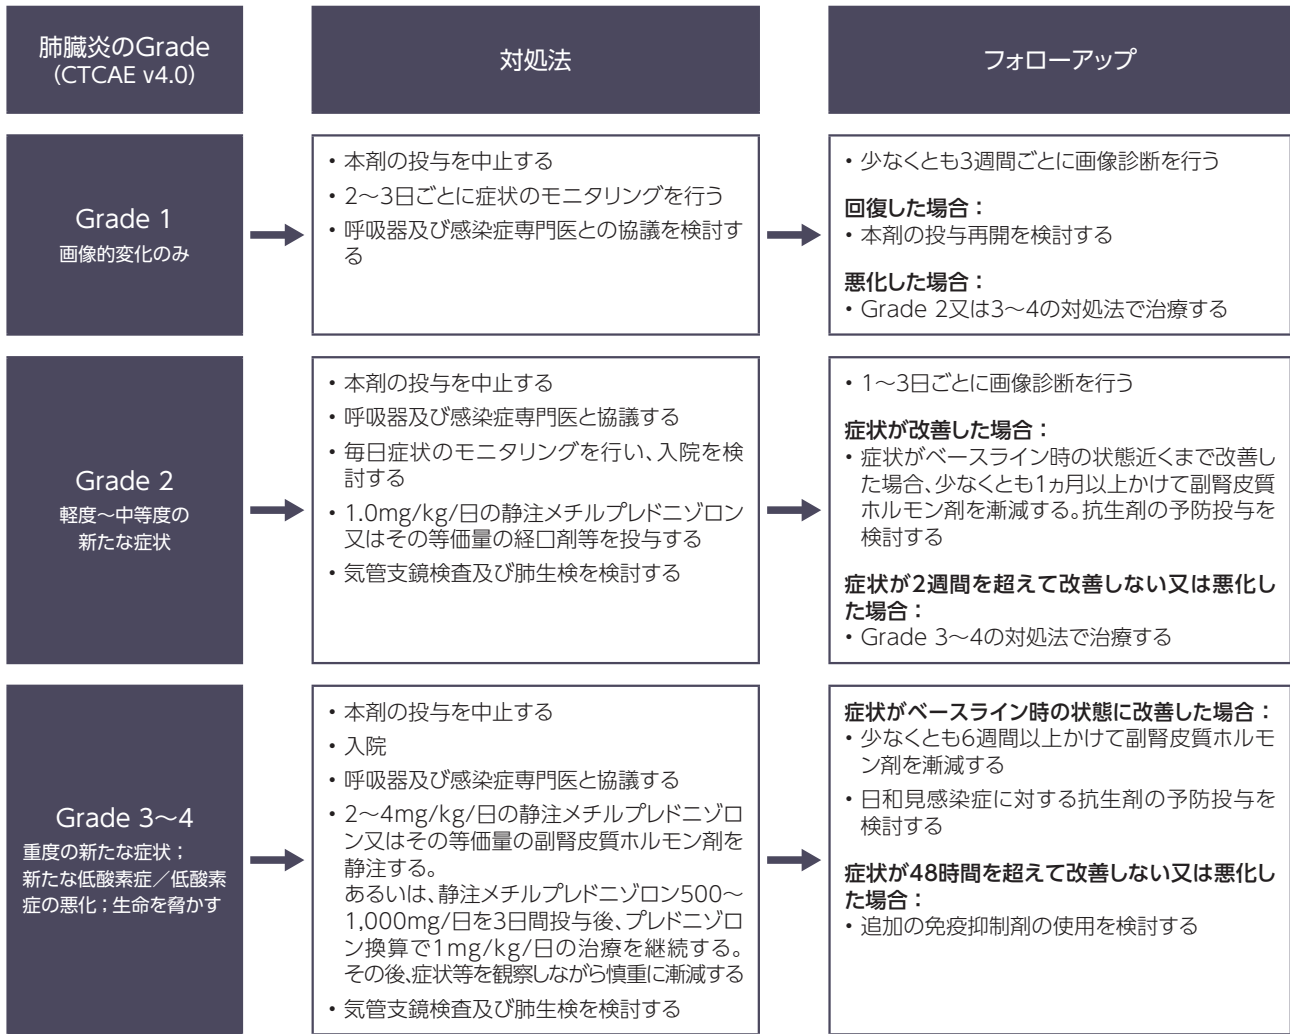 肺臓炎のGrade
(CTCAE v4.0)
対処法
フォローアップ
Grade 1
画像的変化のみ
・本剤の投与を中止する
・2〜3日ごとに症状のモニタリングを行う
・呼吸器及び感染症専門医との協議を検討す
る
・少なくとも3週間ごとに画像診断を行う
回復した場合：
・本剤の投与再開を検討する
悪化した場合：
・Grade 2又は3〜4の対処法で治療する
Grade 2
軽度〜中等度の
新たな症状
・本剤の投与を中止する
・呼吸器及び感染症専門医と協議する
・毎日症状のモニタリングを行い、入院を検
討する
・1.0mg/kg/日の静注メチルプレドニゾロン
又はその等価量の経口剤等を投与する
・気管支鏡検査及び肺生検を検討する
・1〜3日ごとに画像診断を行う
症状が改善した場合：
・症状がベースライン時の状態近くまで改善し
た場合、少なくとも1ヵ月以上かけて副腎皮質
ホルモン剤を漸減する。抗生剤の予防投与を
検討する
症状が2週間を超えて改善しない又は悪化し
た場合：
・Grade 3〜4の対処法で治療する
Grade 3〜4
重度の新たな症状；
新たな低酸素症／低酸素
症の悪化；生命を脅かす
・本剤の投与を中止する
・入院
・呼吸器及び感染症専門医と協議する
・2〜4mg/kg/日の静注メチルプレドニゾロ
ン又はその等価量の副腎皮質ホルモン剤を
静注する。
あるいは、静注メチルプレドニゾロン500〜
1,000mg/日を3日間投与後、プレドニゾロ
ン換算で1mg/kg/日の治療を継続する。
その後、症状等を観察しながら慎重に漸減する
・気管支鏡検査及び肺生検を検討する
症状がベースライン時の状態に改善した場合：
・少なくとも6週間以上かけて副腎皮質ホルモ
ン剤を漸減する
・日和見感染症に対する抗生剤の予防投与を
検討する
症状が48時間を超えて改善しない又は悪化し
た場合：
・追加の免疫抑制剤の使用を検討する